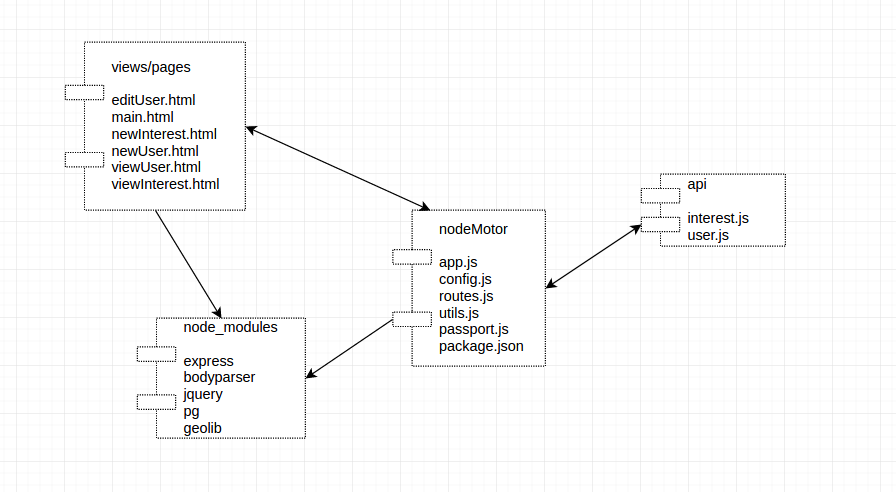 views/pages
editUser.html
main.html
newInterest.html
newUser.html
viewUser.html
viewInterest.html
nodeMotor
app.js
config.js
routes.js
utils.js
passport.js
package.json
api
interest.js
user.js
node_modules
express
bodyparser
jquery
pg
geolib